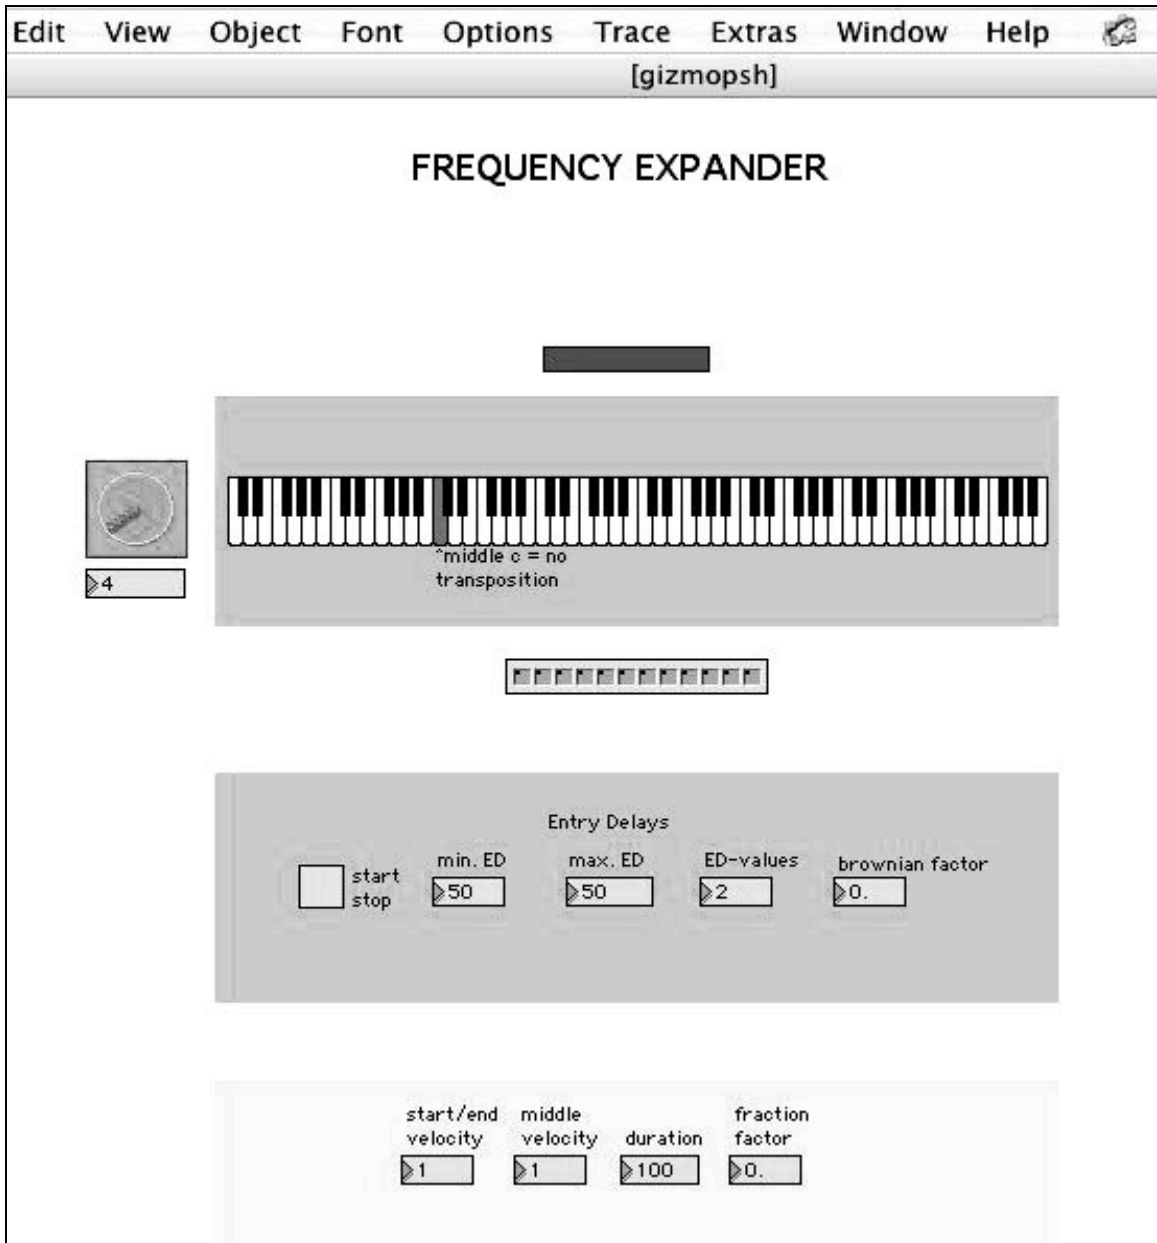 Edit View Object Font Options Trace Extras Window Help
[gizmopsh]
FREQUENCY EXPANDER
^middle c = no
transposition
4
Entry Delays
min. ED max. ED ED-values brownian factor
start
stop
50 50 2 0.
start/end middle fraction
velocity velocity duration factor
1 1 100 0.